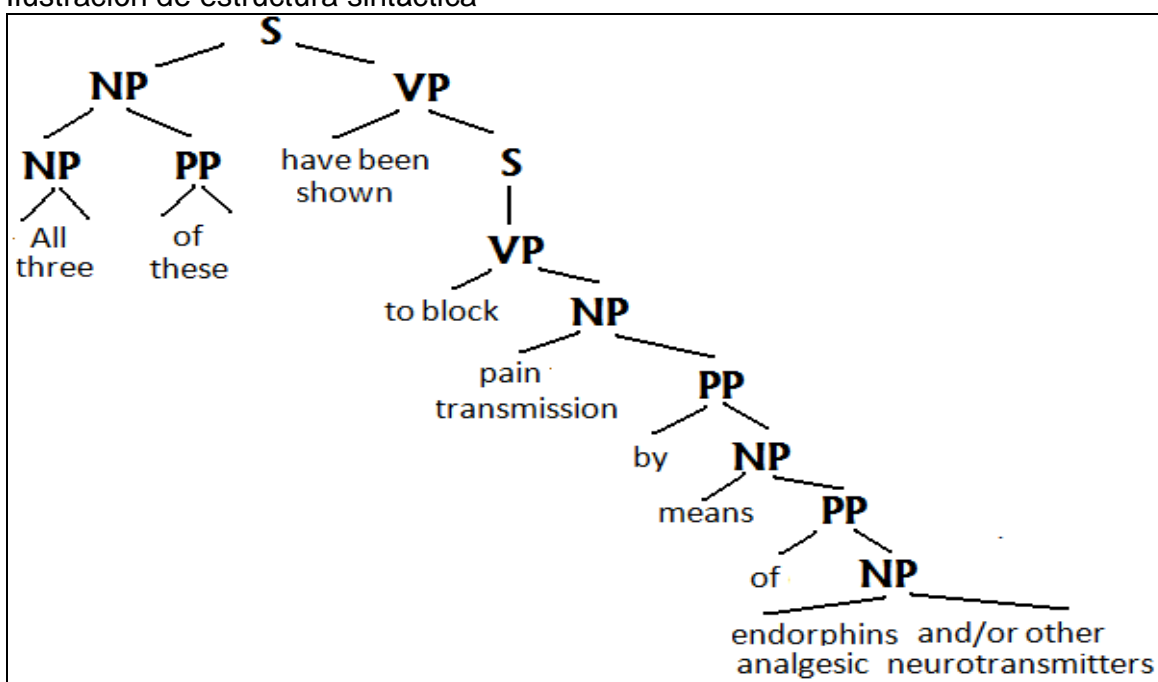 Ilustración de estructura sintáctica
S
NP VP
NP PP have been shown S
All three of these VP
to block NP
pain transmission PP
by NP
means PP
of NP
endorphins and/or other
analgesic neurotransmitters